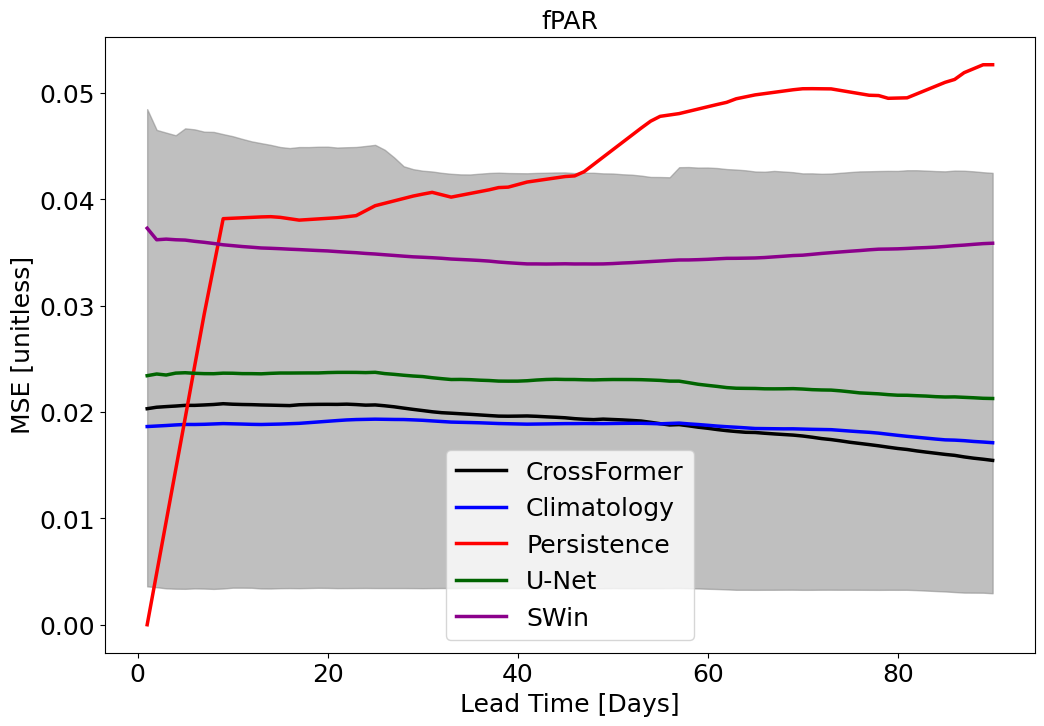 fPAR
MSE [unitless]
0.05
0.04
0.03
0.02
0.01
0.00
CrossFormer
Climatology
Persistence
U-Net
SWin
0 20 40 60 80
Lead Time [Days]